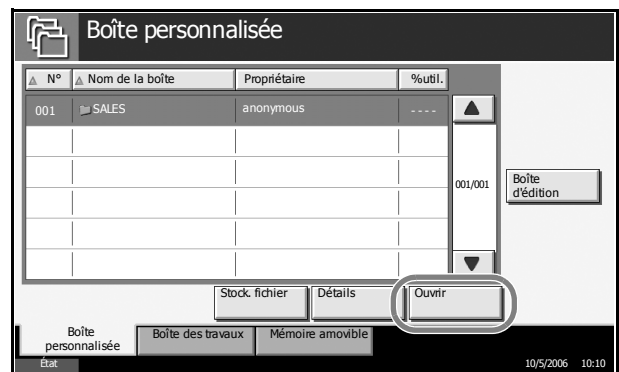 Boîte personnalisée
N° Nom de la boîte Propriétaire %util.
001 SALES anonymous ----
001/001
Boîte
d'édition
Stock. fichier Détails Ouvrir
Boîte
personnalisée
Boîte des travaux Mémoire amovible
État 10/5/2006 10:10